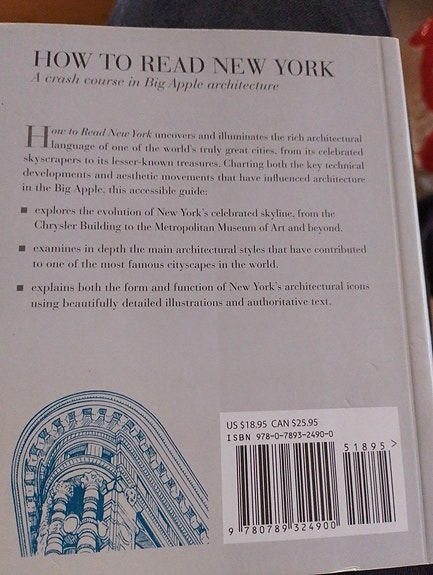 HOW TO READ NEW YORK
A crash course in Big Apple architecture
How to Read New York uncovers and illuminates the rich architectural
language of one of the world's truly great cities, from its celebrated
skyscrapers to its lesser-known treasures. Charting both the key technical
developments and aesthetic movements that have influenced architecture
in the Big Apple, this accessible guide:
■ explores the evolution of New York's celebrated skyline, from the
Chrysler Building to the Metropolitan Museum of Art and beyond.
■ examines in depth the main architectural styles that have contributed
to one of the most famous cityscapes in the world.
■ explains both the form and function of New York's architectural icons
using beautifully detailed illustrations and authoritative text.
US $18.95 CAN $25.95
ISBN 978-0-7893-2490-0
51895>
9 780789 324900